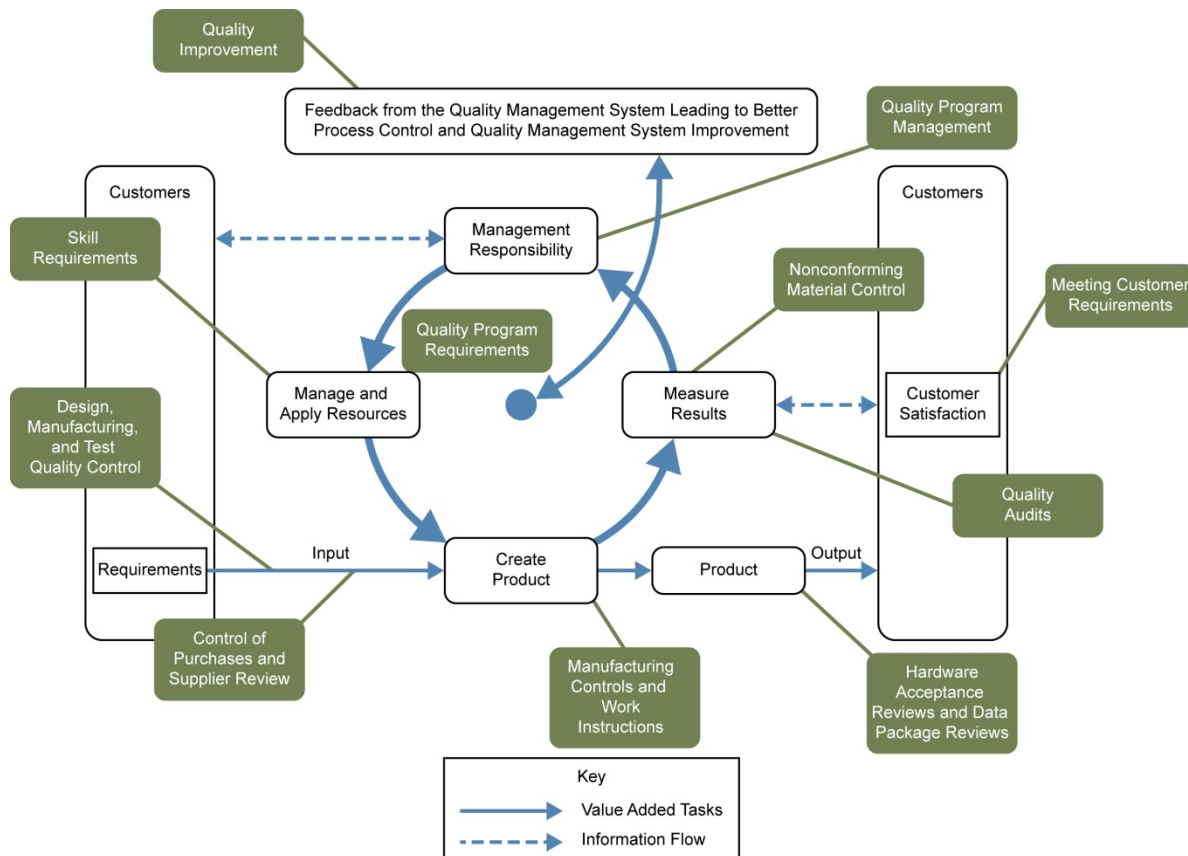 Quality
Improvement
Feedback from the Quality Management System Leading to Better
Process Control and Quality Management System Improvement
Quality Program
Management
Customers
Customers
Skill
Requirements
Management
Responsibility
Nonconforming
Material Control
Meeting Customer
Requirements
Quality Program
Requirements
Manage and
Apply Resources
Measure
Results
Customer
Satisfaction
Design,
Manufacturing,
and Test
Quality Control
Quality
Audits
Requirements
Input
Create
Product
Product
Output
Control of
Purchases and
Supplier Review
Manufacturing
Controls and
Work
Instructions
Hardware
Acceptance
Reviews and Data
Package Reviews
Key
Value Added Tasks
Information Flow